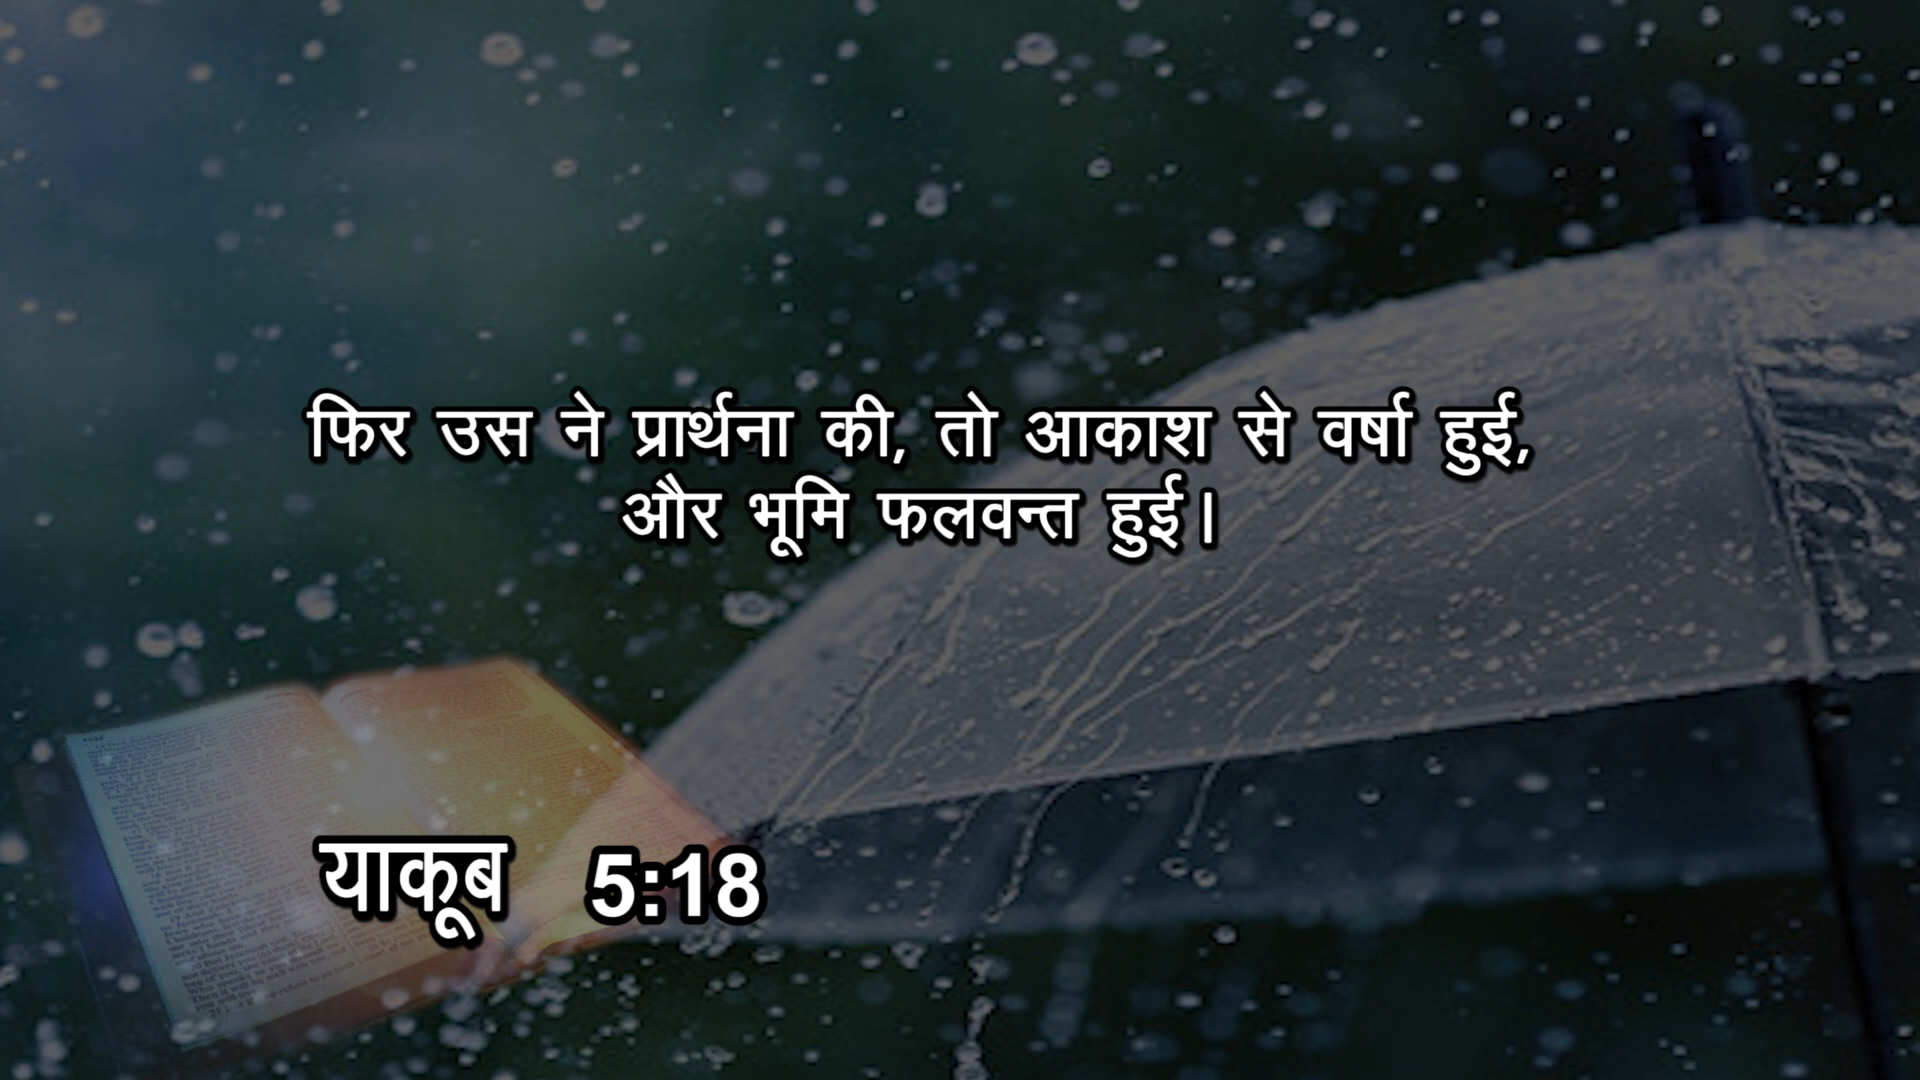 फिर उस ने प्रार्थना की, तो आकाश से वर्षा हुई,
और भूमि फलवन्त हुई।
याकूब 5:18